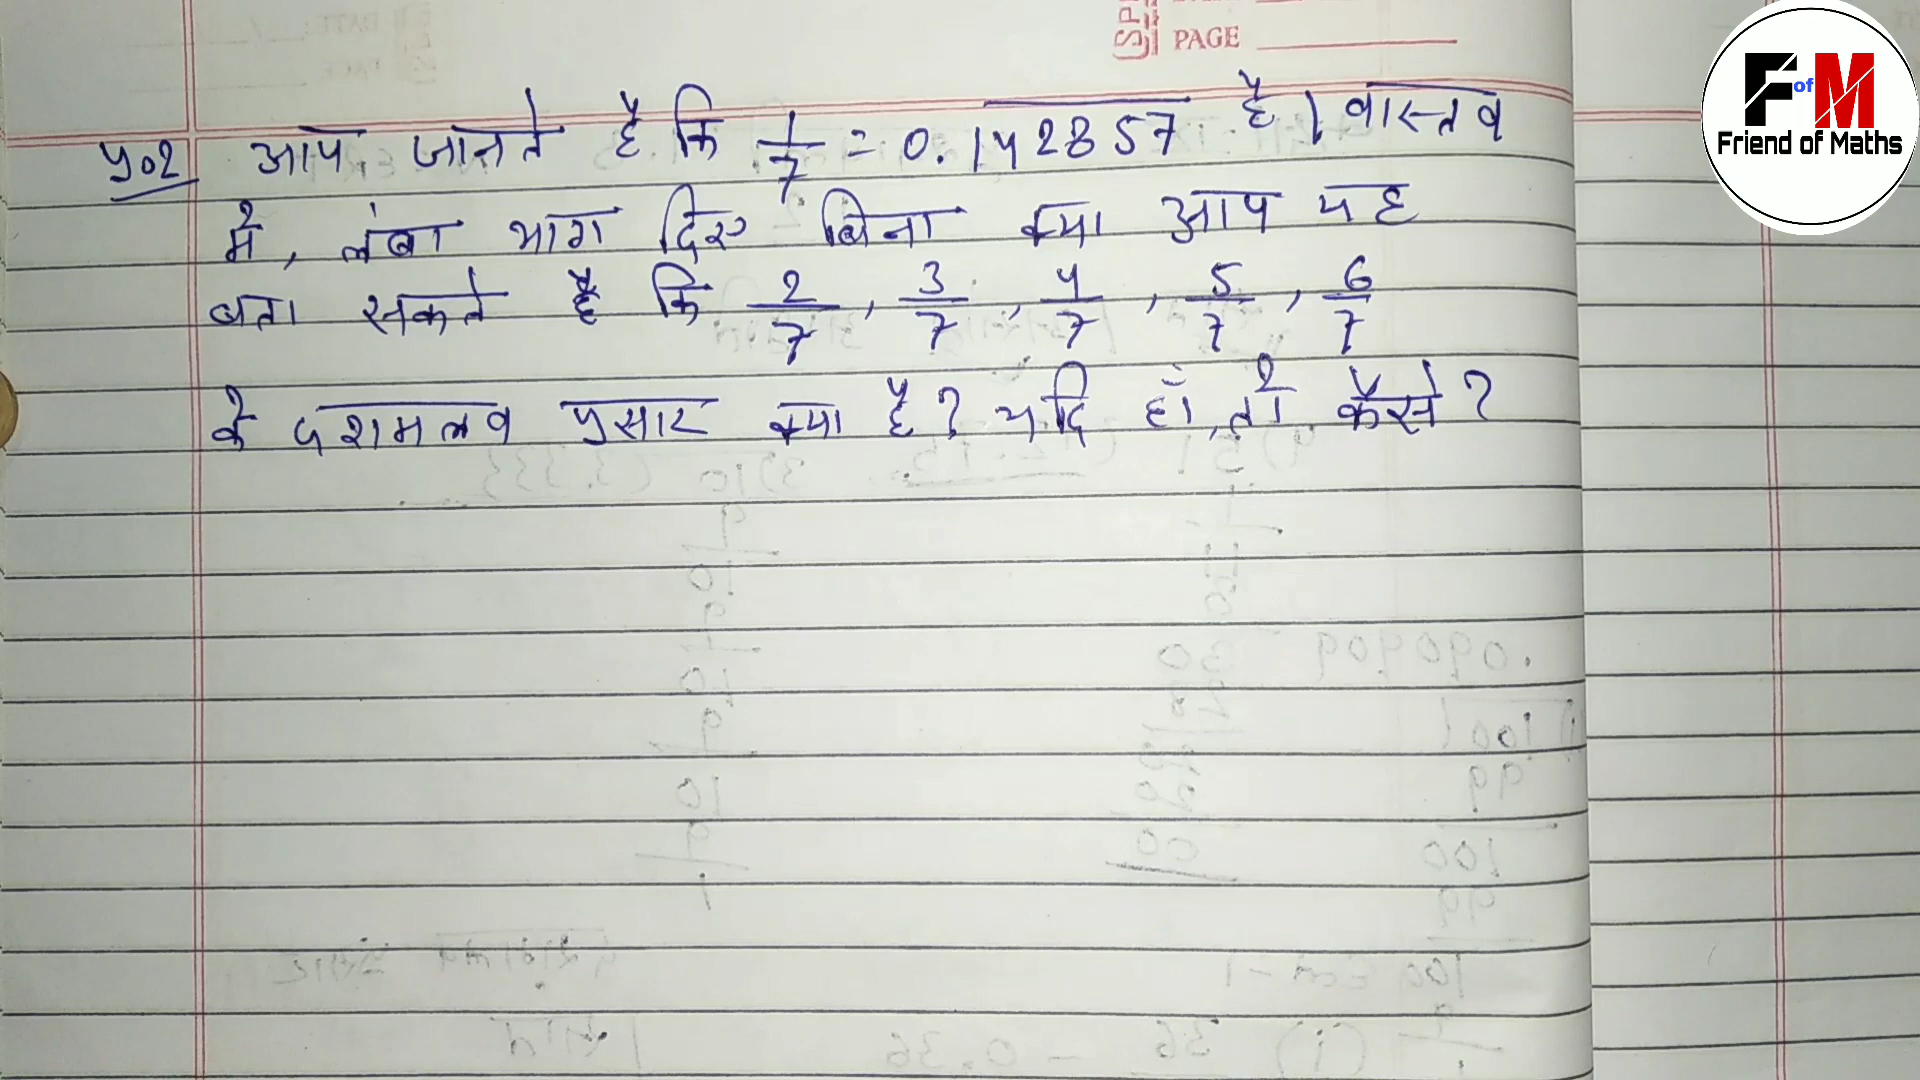 PAGE
F of M
Friend of Maths
प्र०2 आप जानते है कि 1/7 = 0.142857 है। वास्तव
में, लंबा भाग दिए बिना क्या आप यह
बता सकते है कि 2/7, 3/7, 4/7, 5/7, 6/7
के दशमलव प्रसार क्या है? यदि हाँ, तो कैसे?